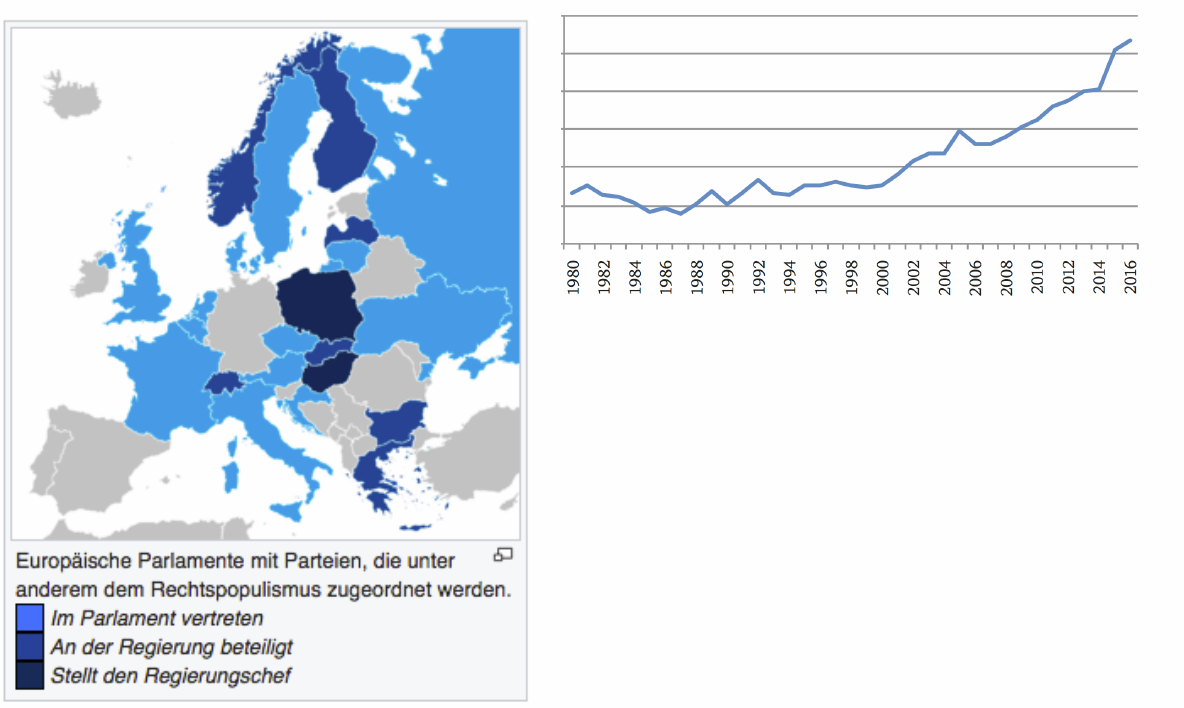 Europäische Parlamente mit Parteien, die unter
anderem dem Rechtspopulismus zugeordnet werden.
Im Parlament vertreten
An der Regierung beteiligt
Stellt den Regierungschef
1980 1982 1984 1986 1988 1990 1992 1994 1996 1998 2000 2002 2004 2006 2008 2010 2012 2014 2016